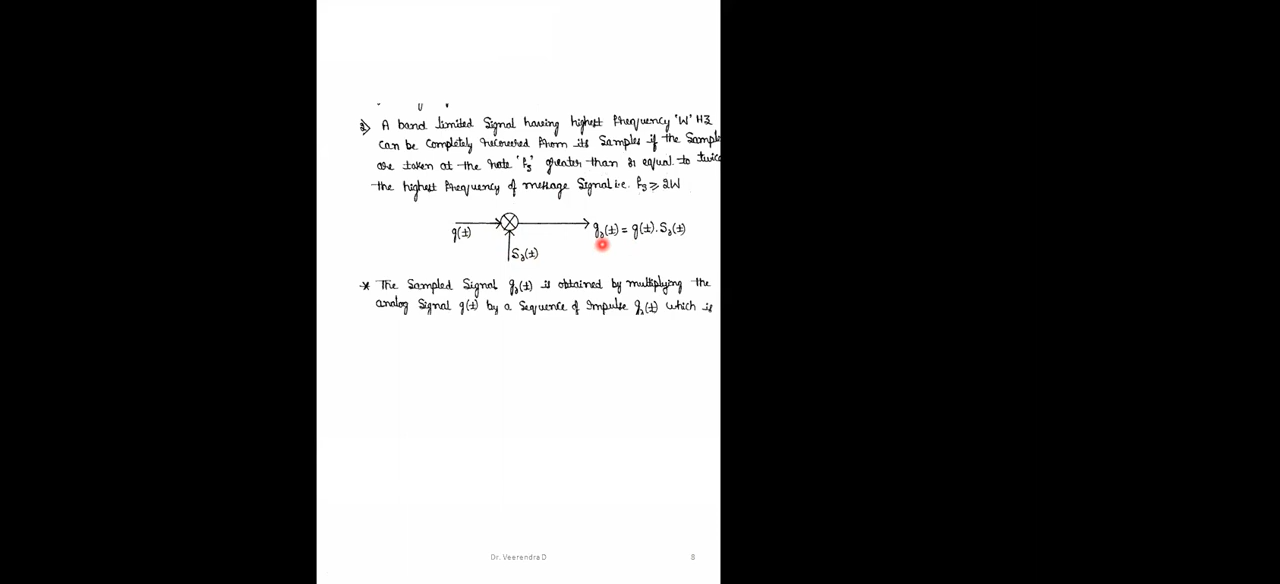 2> A band limited Signal having highest frequency 'W' HZ
can be completely recovered from its samples if the Sampl
are taken at the rate 'fs' greater than or equal to twic
the highest frequency of message Signal i.e. fs ≥ 2W
g(t)
Sδ(t)
gδ(t) = g(t). Sδ(t)
* The Sampled Signal gδ(t) is obtained by multiplying the
analog Signal g(t) by a Sequence of Impulse gδ(t) which is
Dr. Veerendra D
8